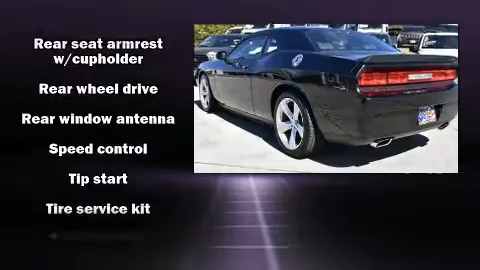 Rear seat armrest
w/cupholder
Rear wheel drive
Rear window antenna
Speed control
Tip start
Tire service kit